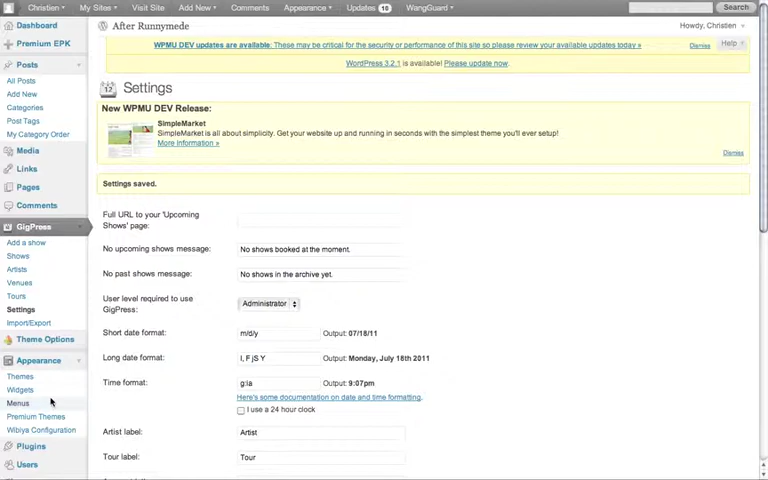 Christien My Sites Visit Site Add New Comments Appearance Updates 18 WangGuard Search
After Runnymede Howdy, Christien
WPMU DEV updates are available: These may be critical for the security or performance of this site so please review your available updates today » Dismiss Help
WordPress 3.2.1 is available! Please update now.
Dashboard
Premium EPK
Posts
All Posts
Add New
Categories
Post Tags
My Category Order
Media
Links
Pages
Comments
GigPress
Add a show
Shows
Artists
Venues
Tours
Settings
Import/Export
Theme Options
Appearance
Themes
Widgets
Menus
Premium Themes
Wibiya Configuration
Plugins
Users
17 Settings
New WPMU DEV Release:
SimpleMarket
SimpleMarket is all about simplicity. Get your website up and running in seconds with the simplest theme you'll ever setup!
More Information »
Dismiss
Settings saved.
Full URL to your 'Upcoming
Shows' page:
No upcoming shows message: No shows booked at the moment.
No past shows message: No shows in the archive yet.
User level required to use
GigPress: Administrator
Short date format: m/d/y Output: 07/18/11
Long date format: l, F jS Y Output: Monday, July 18th 2011
Time format: g:ia Output: 9:07pm
Here's some documentation on date and time formatting.
I use a 24 hour clock
Artist label: Artist
Tour label: Tour